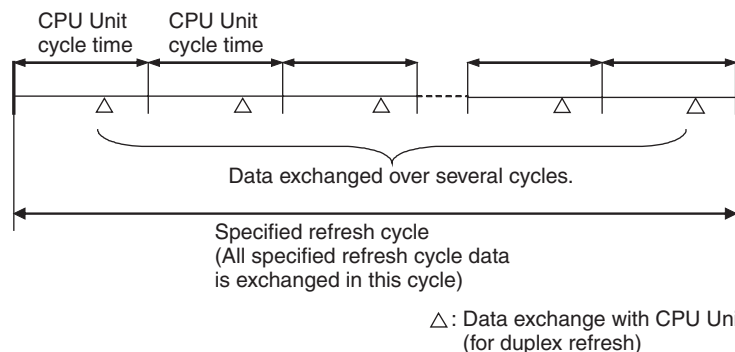 CPU Unit
cycle time
CPU Unit
cycle time
Data exchanged over several cycles.
Specified refresh cycle
(All specified refresh cycle data
is exchanged in this cycle)
△: Data exchange with CPU Uni
(for duplex refresh)